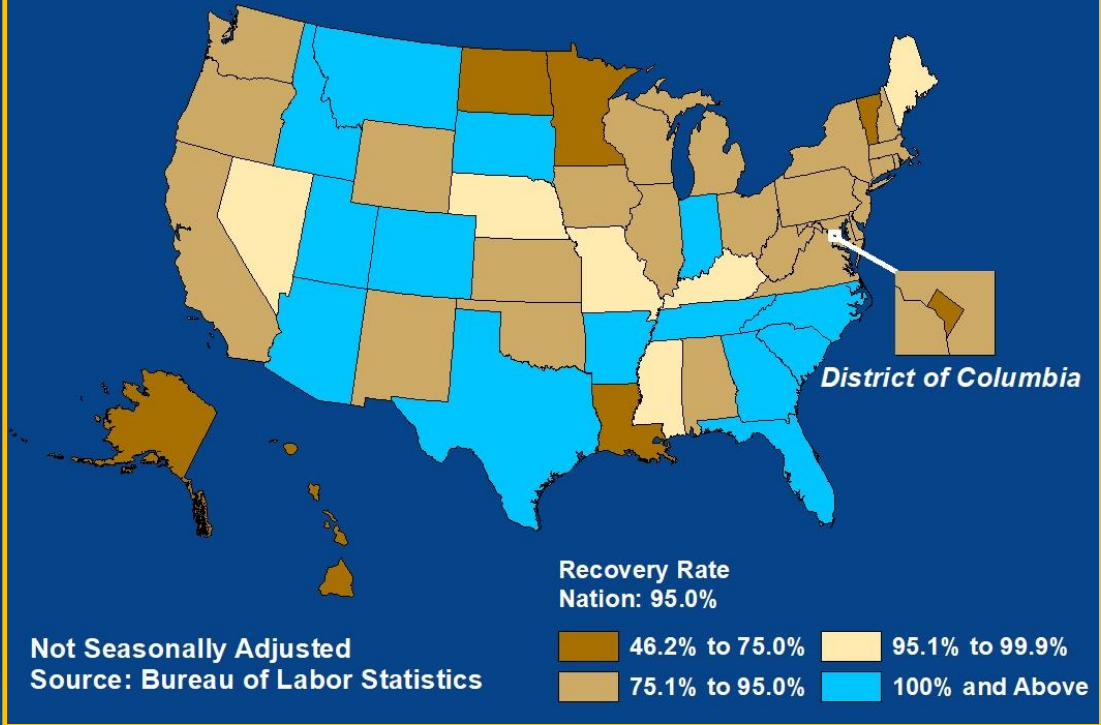 District of Columbia
Recovery Rate
Nation: 95.0%
46.2% to 75.0%
95.1% to 99.9%
75.1% to 95.0%
100% and Above
Not Seasonally Adjusted
Source: Bureau of Labor Statistics